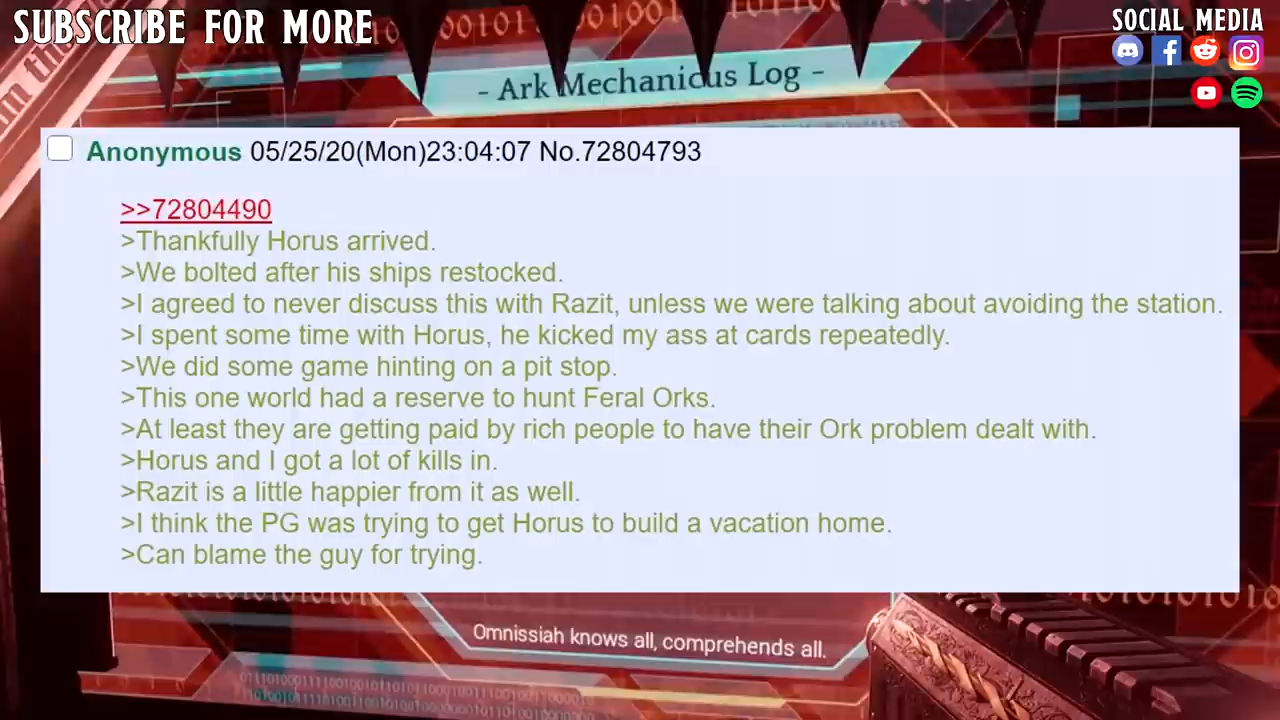 SUBSCRIBE FOR MORE
SOCIAL MEDIA
- Ark Mechanicus Log -
Anonymous 05/25/20(Mon)23:04:07 No.72804793
>>72804490
>Thankfully Horus arrived.
>We bolted after his ships restocked.
>I agreed to never discuss this with Razit, unless we were talking about avoiding the station.
>I spent some time with Horus, he kicked my ass at cards repeatedly.
>We did some game hinting on a pit stop.
>This one world had a reserve to hunt Feral Orks.
>At least they are getting paid by rich people to have their Ork problem dealt with.
>Horus and I got a lot of kills in.
>Razit is a little happier from it as well.
>I think the PG was trying to get Horus to build a vacation home.
>Can blame the guy for trying.
Omnissiah knows all, comprehends all.